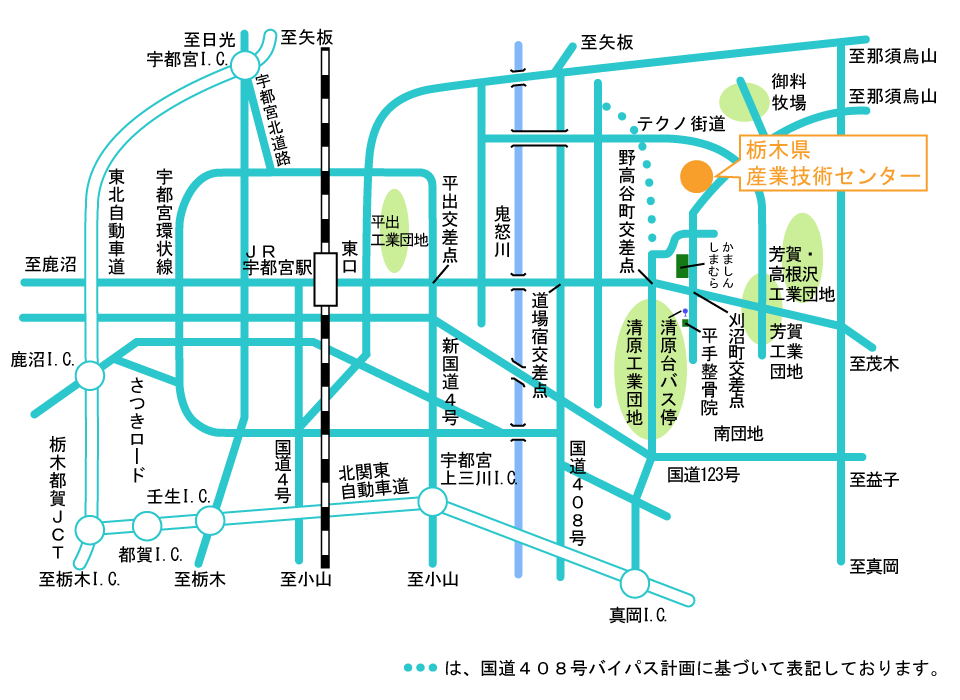 至日光
至矢板
宇都宮I.C.
宇都宮北道路
至矢板
至那須烏山
御料
牧場
至那須烏山
テクノ街道
栃木県
産業技術センター
野高谷町交差点
東北自動車道
宇都宮環状線
平出交差点
鬼怒川
平出
工業団地
東口
JR
宇都宮駅
至鹿沼
かましん
しまむら
芳賀・
高根沢
工業団地
道場宿交差点
刈沼町交差点
清原工業団地
清原台バス停
平手整骨院
芳賀
工業
団地
鹿沼I.C.
新国道4号
至茂木
さつきロード
南団地
栃木都賀JCT
国道4号
北関東
自動車道
宇都宮
上三川I.C.
国道408号
国道123号
至益子
壬生I.C.
都賀I.C.
至栃木I.C.
至栃木
至小山
至小山
至真岡
真岡I.C.
は、国道408号バイパス計画に基づいて表記しております。